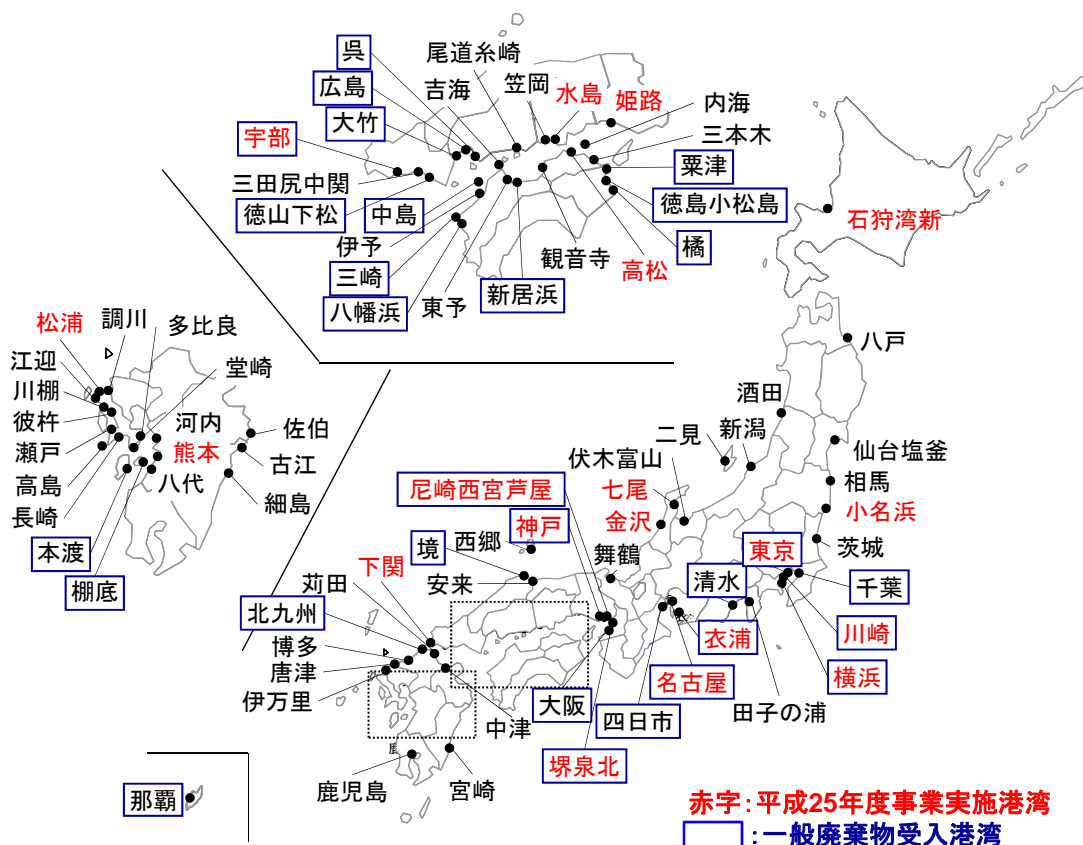 呉
尾道糸崎
広島
吉海
笠岡
水島
姫路
内海
大竹
三本木
宇部
粟津
三田尻中関
徳山下松
中島
徳島小松島
伊予
橘
観音寺
高松
三崎
新居浜
八幡浜
東予
石狩湾新
八戸
松浦
調川
多比良
江迎
堂崎
川棚
彼杵
河内
佐伯
瀬戸
熊本
古江
高島
八代
細島
長崎
本渡
棚底
酒田
二見
新潟
仙台塩釜
伏木富山
相馬
尼崎西宮芦屋
七尾
小名浜
神戸
金沢
茨城
境
西郷
舞鶴
東京
下関
安来
清水
千葉
苅田
北九州
衣浦
川崎
博多
名古屋
横浜
唐津
大阪
伊万里
四日市
田子の浦
中津
堺泉北
鹿児島
宮崎
那覇
赤字:平成25年度事業実施港湾
:一般廃棄物受入港湾